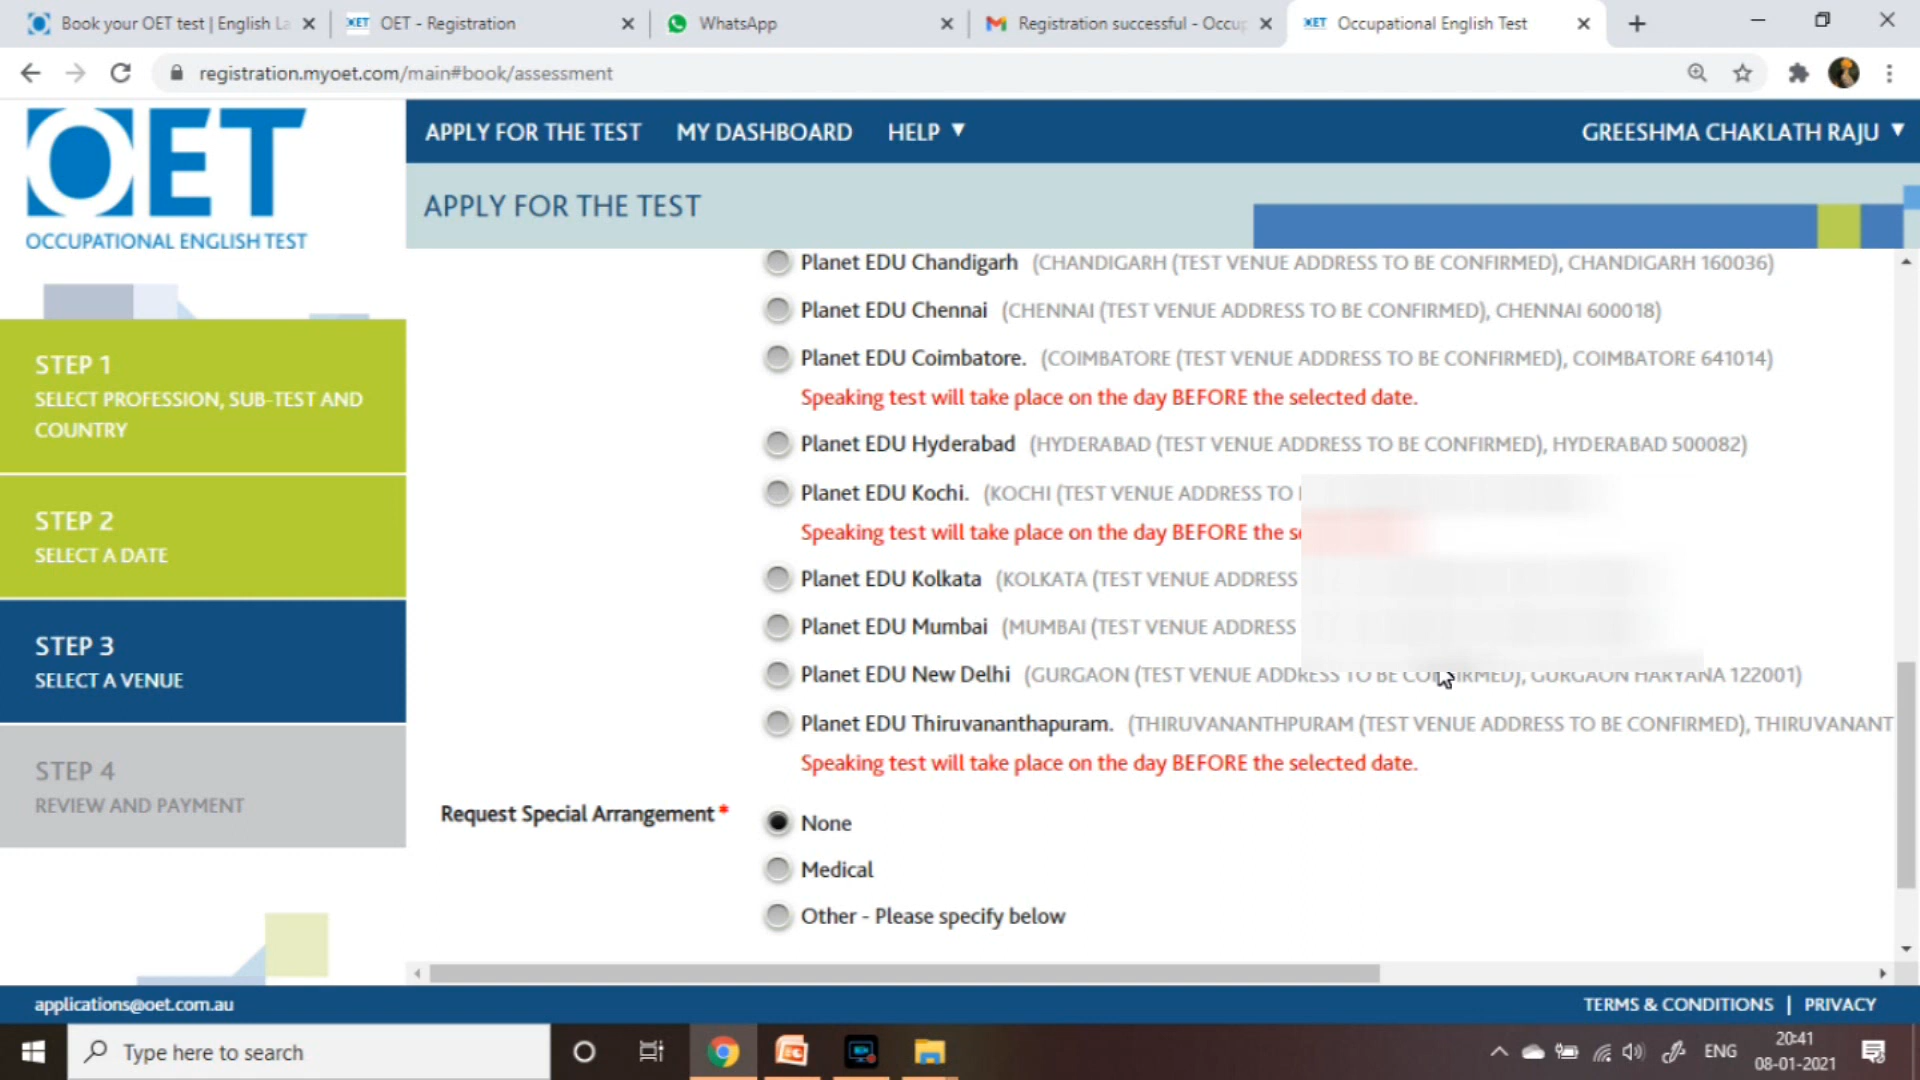 Book your OET test | English La
OET - Registration
WhatsApp
Registration successful - Occup
Occupational English Test
registration.myoet.com/main#book/assessment
OET
OCCUPATIONAL ENGLISH TEST
APPLY FOR THE TEST
MY DASHBOARD
HELP
GREESHMA CHAKLATH RAJU
APPLY FOR THE TEST
STEP 1
SELECT PROFESSION, SUB-TEST AND
COUNTRY
STEP 2
SELECT A DATE
STEP 3
SELECT A VENUE
STEP 4
REVIEW AND PAYMENT
Planet EDU Chandigarh (CHANDIGARH (TEST VENUE ADDRESS TO BE CONFIRMED), CHANDIGARH 160036)
Planet EDU Chennai (CHENNAI (TEST VENUE ADDRESS TO BE CONFIRMED), CHENNAI 600018)
Planet EDU Coimbatore. (COIMBATORE (TEST VENUE ADDRESS TO BE CONFIRMED), COIMBATORE 641014)
Speaking test will take place on the day BEFORE the selected date.
Planet EDU Hyderabad (HYDERABAD (TEST VENUE ADDRESS TO BE CONFIRMED), HYDERABAD 500082)
Planet EDU Kochi. (KOCHI (TEST VENUE ADDRESS TO
Speaking test will take place on the day BEFORE the
Planet EDU Kolkata (KOLKATA (TEST VENUE ADDRESS
Planet EDU Mumbai (MUMBAI (TEST VENUE ADDRESS
Planet EDU New Delhi (GURGAON (TEST VENUE ADDRESS TO BE CONFIRMED), GURGAON HARYANA 122001)
Planet EDU Thiruvananthapuram. (THIRUVANANTHPURAM (TEST VENUE ADDRESS TO BE CONFIRMED), THIRUVANANT
Speaking test will take place on the day BEFORE the selected date.
Request Special Arrangement *
None
Medical
Other - Please specify below
applications@oet.com.au
TERMS & CONDITIONS | PRIVACY
Type here to search
ENG
20:41
08-01-2021